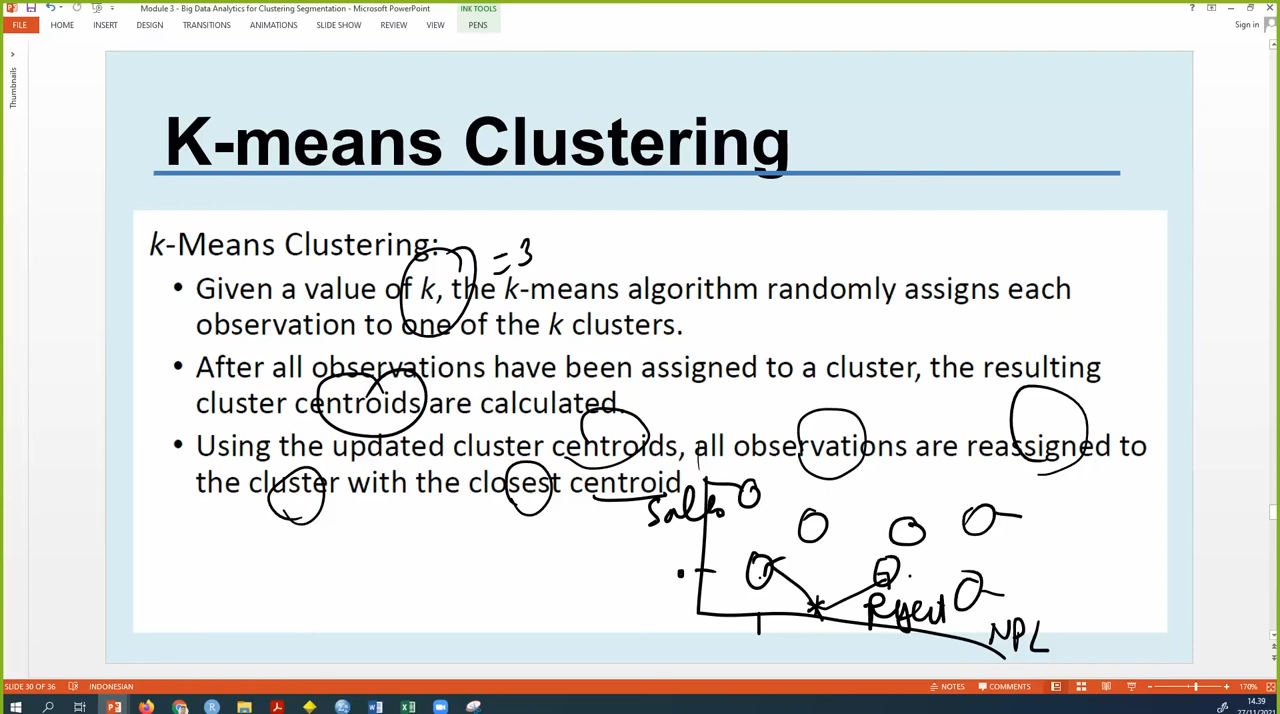 Module 3 - Big Data Analytics for Clustering Segmentation - Microsoft PowerPoint
INK TOOLS
Sign in
FILE HOME INSERT DESIGN TRANSITIONS ANIMATIONS SLIDE SHOW REVIEW VIEW PENS
Thumbnails
K-means Clustering
k-Means Clustering:
= 3
• Given a value of k, the k-means algorithm randomly assigns each
observation to one of the k clusters.
• After all observations have been assigned to a cluster, the resulting
cluster centroids are calculated.
• Using the updated cluster centroids, all observations are reassigned to
the cluster with the closest centroid
Sales
NPL
SLIDE 30 OF 36 INDONESIAN NOTES COMMENTS 170%
14.39
27/11/2021